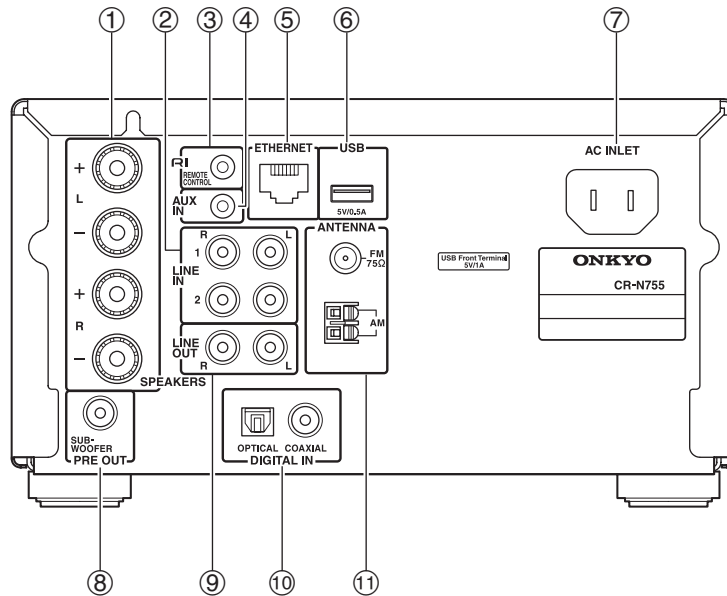 ① ② ③ ④ ⑤ ⑥ ⑦
RI
REMOTE
CONTROL
ETHERNET
USB
5V/0.5A
AC INLET
AUX
IN
+
L
−
+
R
−
SPEAKERS
R L
1
LINE
IN
2
LINE
OUT
R L
ANTENNA
FM
75Ω
AM
USB Front Terminal
5V/1A
ONKYO
CR-N755
SUB-
WOOFER
PRE OUT
OPTICAL COAXIAL
DIGITAL IN
⑧ ⑨ ⑩ ⑪